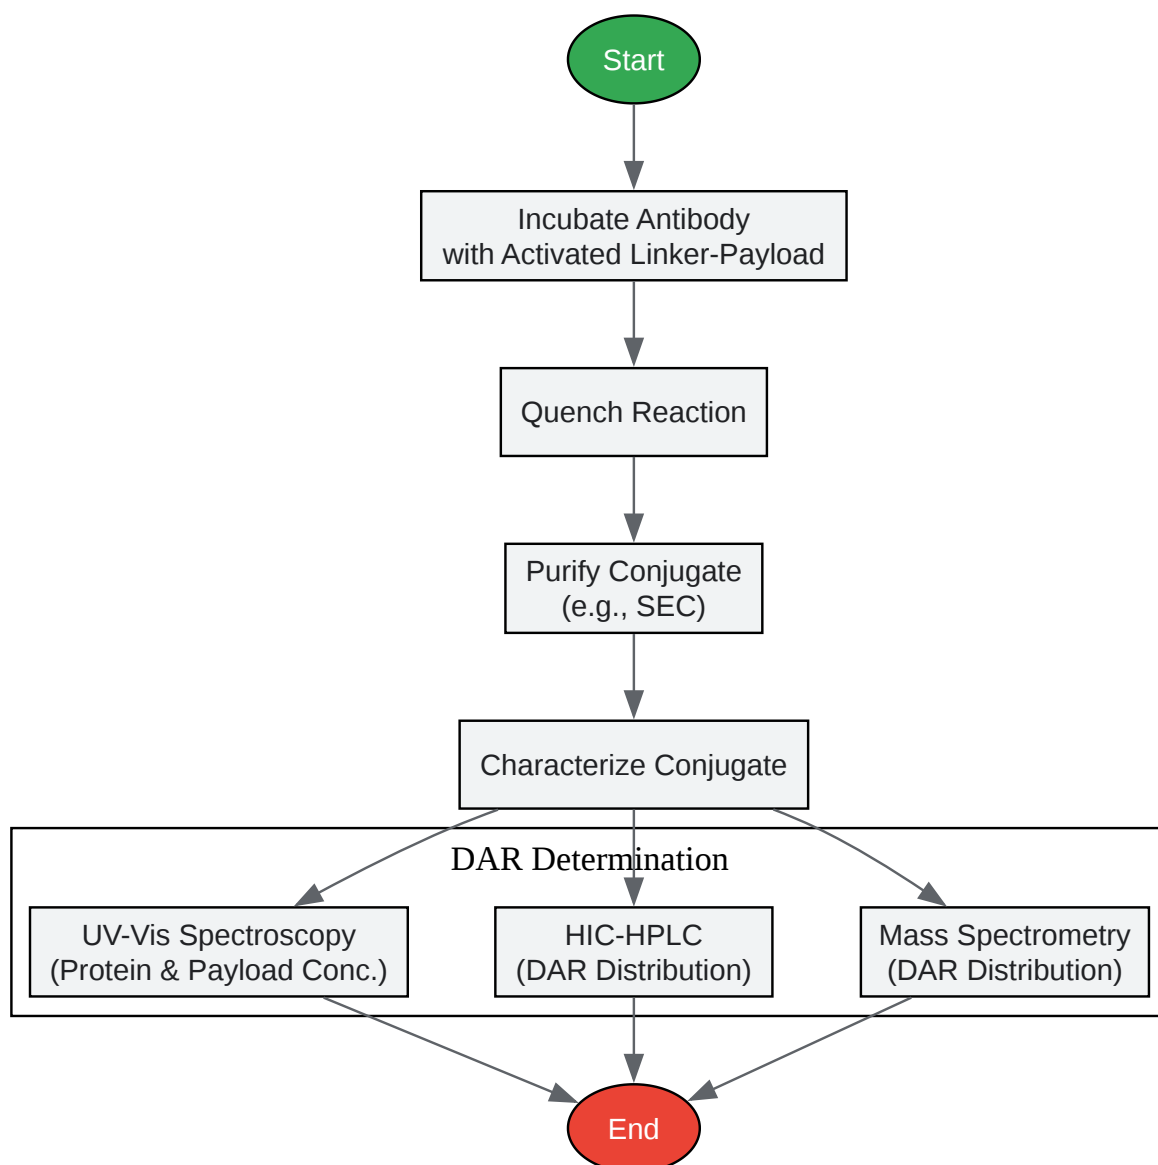 Start
Incubate Antibody
with Activated Linker-Payload
Quench Reaction
Purify Conjugate
(e.g., SEC)
Characterize Conjugate
DAR Determination
UV-Vis Spectroscopy
(Protein & Payload Conc.)
HIC-HPLC
(DAR Distribution)
Mass Spectrometry
(DAR Distribution)
End